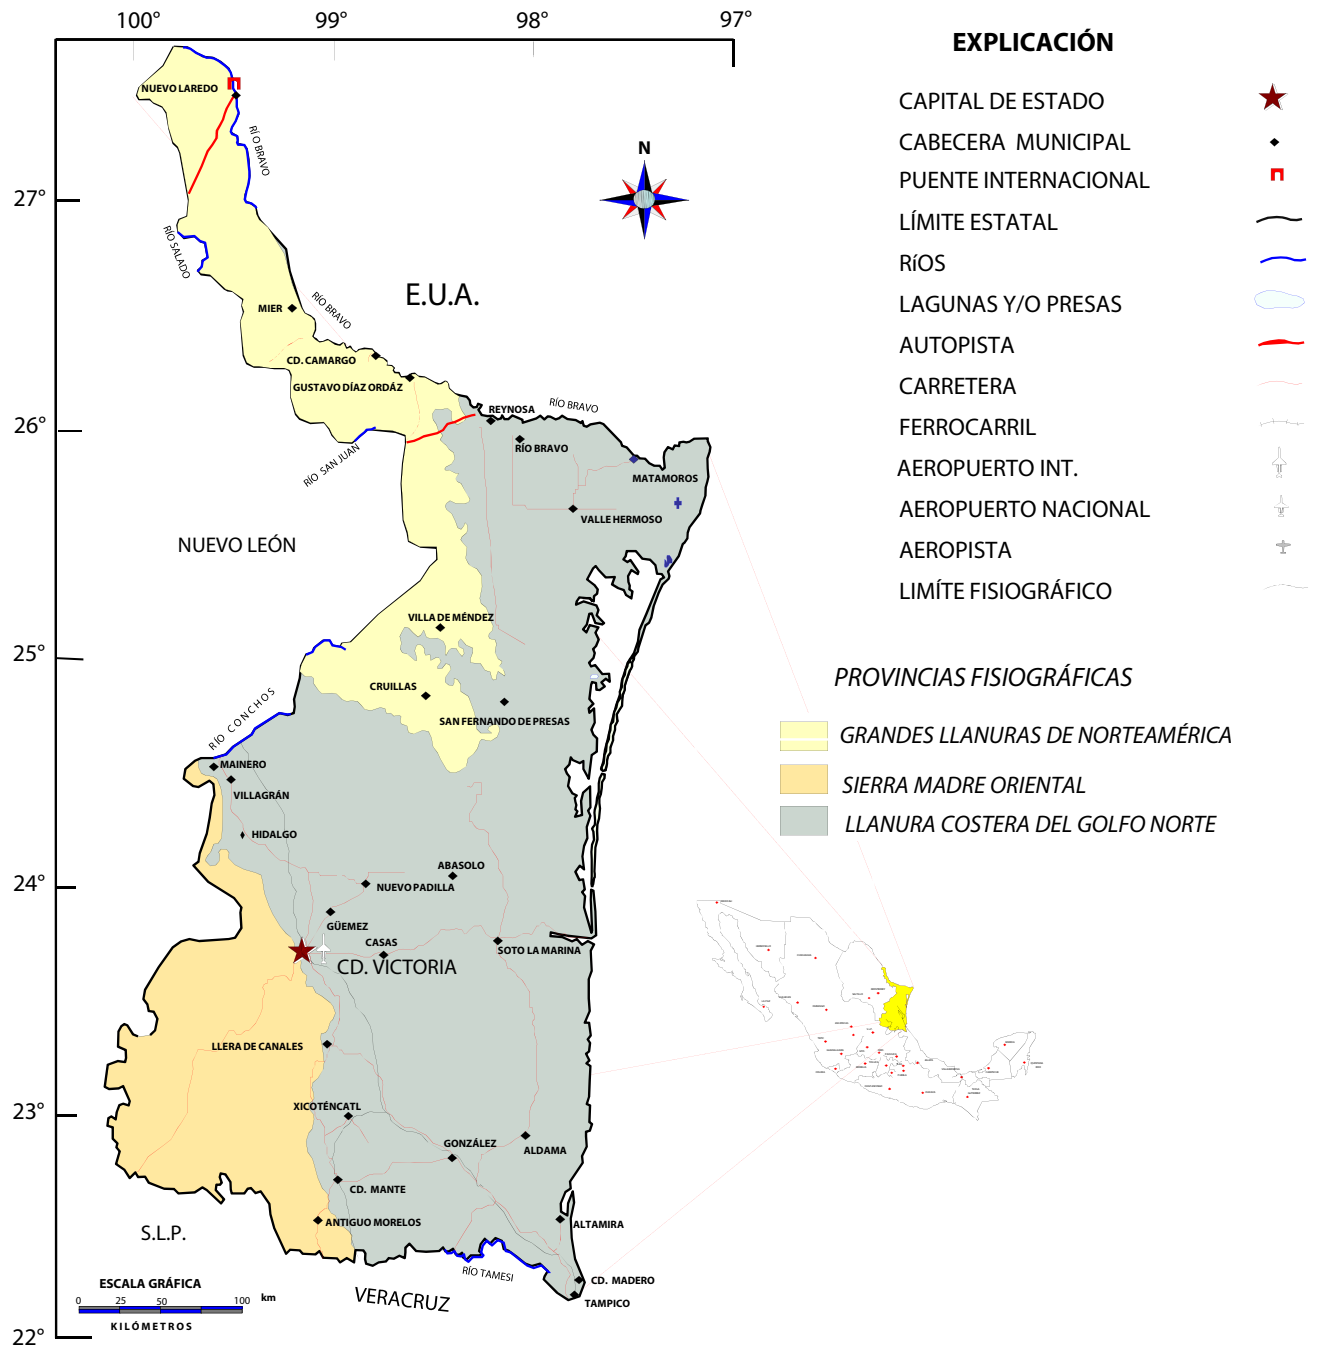 100°
99°
98°
97°
27°
26°
25°
24°
23°
22°
NUEVO LAREDO
RÍO BRAVO
RÍO SALADO
MIER
RÍO BRAVO
E.U.A.
N
CD. CAMARGO
GUSTAVO DÍAZ ORDÁZ
REYNOSA
RÍO BRAVO
RÍO BRAVO
RÍO SAN JUAN
MATAMOROS
VALLE HERMOSO
NUEVO LEÓN
VILLA DE MÉNDEZ
CRUILLAS
SAN FERNANDO DE PRESAS
RÍO CONCHOS
MAINERO
VILLAGRÁN
HIDALGO
ABASOLO
NUEVO PADILLA
GÜEMEZ
CASAS
SOTO LA MARINA
CD. VICTORIA
LLERA DE CANALES
XICOTÉNCATL
GONZÁLEZ
ALDAMA
CD. MANTE
ANTIGUO MORELOS
ALTAMIRA
S.L.P.
RÍO TAMESI
CD. MADERO
TAMPICO
VERACRUZ
ESCALA GRÁFICA
0 25 50 100 km
KILÓMETROS
EXPLICACIÓN
CAPITAL DE ESTADO
CABECERA MUNICIPAL
PUENTE INTERNACIONAL
LÍMITE ESTATAL
RíOS
LAGUNAS Y/O PRESAS
AUTOPISTA
CARRETERA
FERROCARRIL
AEROPUERTO INT.
AEROPUERTO NACIONAL
AEROPISTA
LIMÍTE FISIOGRÁFICO
PROVINCIAS FISIOGRÁFICAS
GRANDES LLANURAS DE NORTEAMÉRICA
SIERRA MADRE ORIENTAL
LLANURA COSTERA DEL GOLFO NORTE